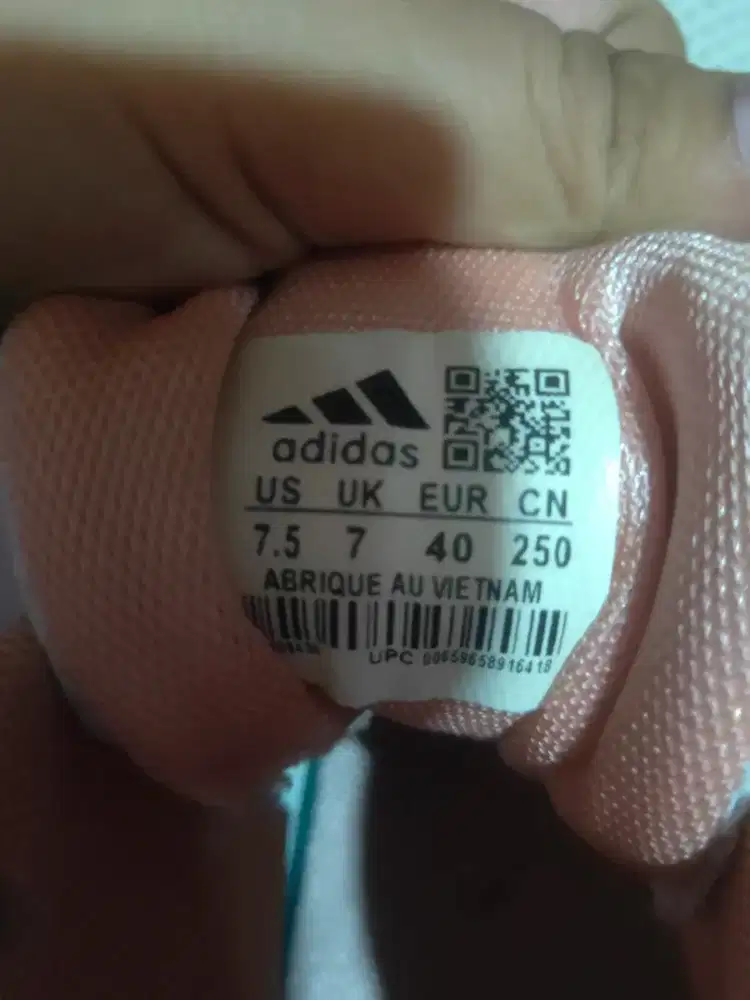 adidas
US UK EUR CN
7.5 7 40 250
ABRIQUE AU VIETNAM
UPC